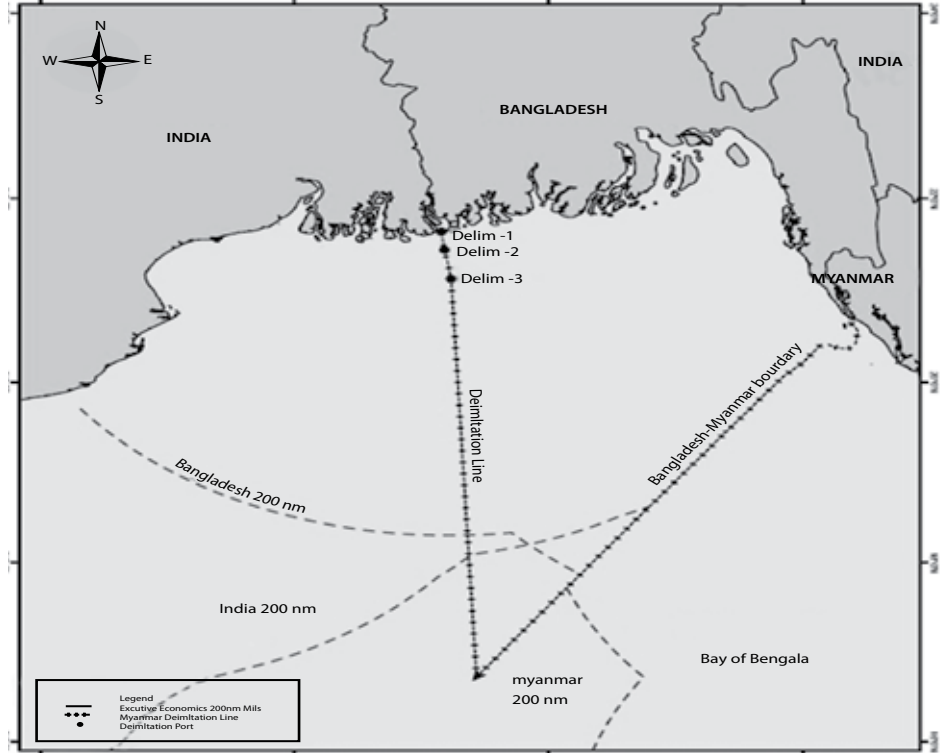 N
W E
S
INDIA
BANGLADESH
INDIA
Delim -1
Delim -2
Delim -3
MYANMAR
Deimltation Line
Bangladesh-Myanmar bourdary
Bangladesh 200 nm
India 200 nm
Bay of Bengala
myanmar
200 nm
Legend
Excutive Economics 200nm Mils
Myanmar Deimltation Line
Deimltation Port